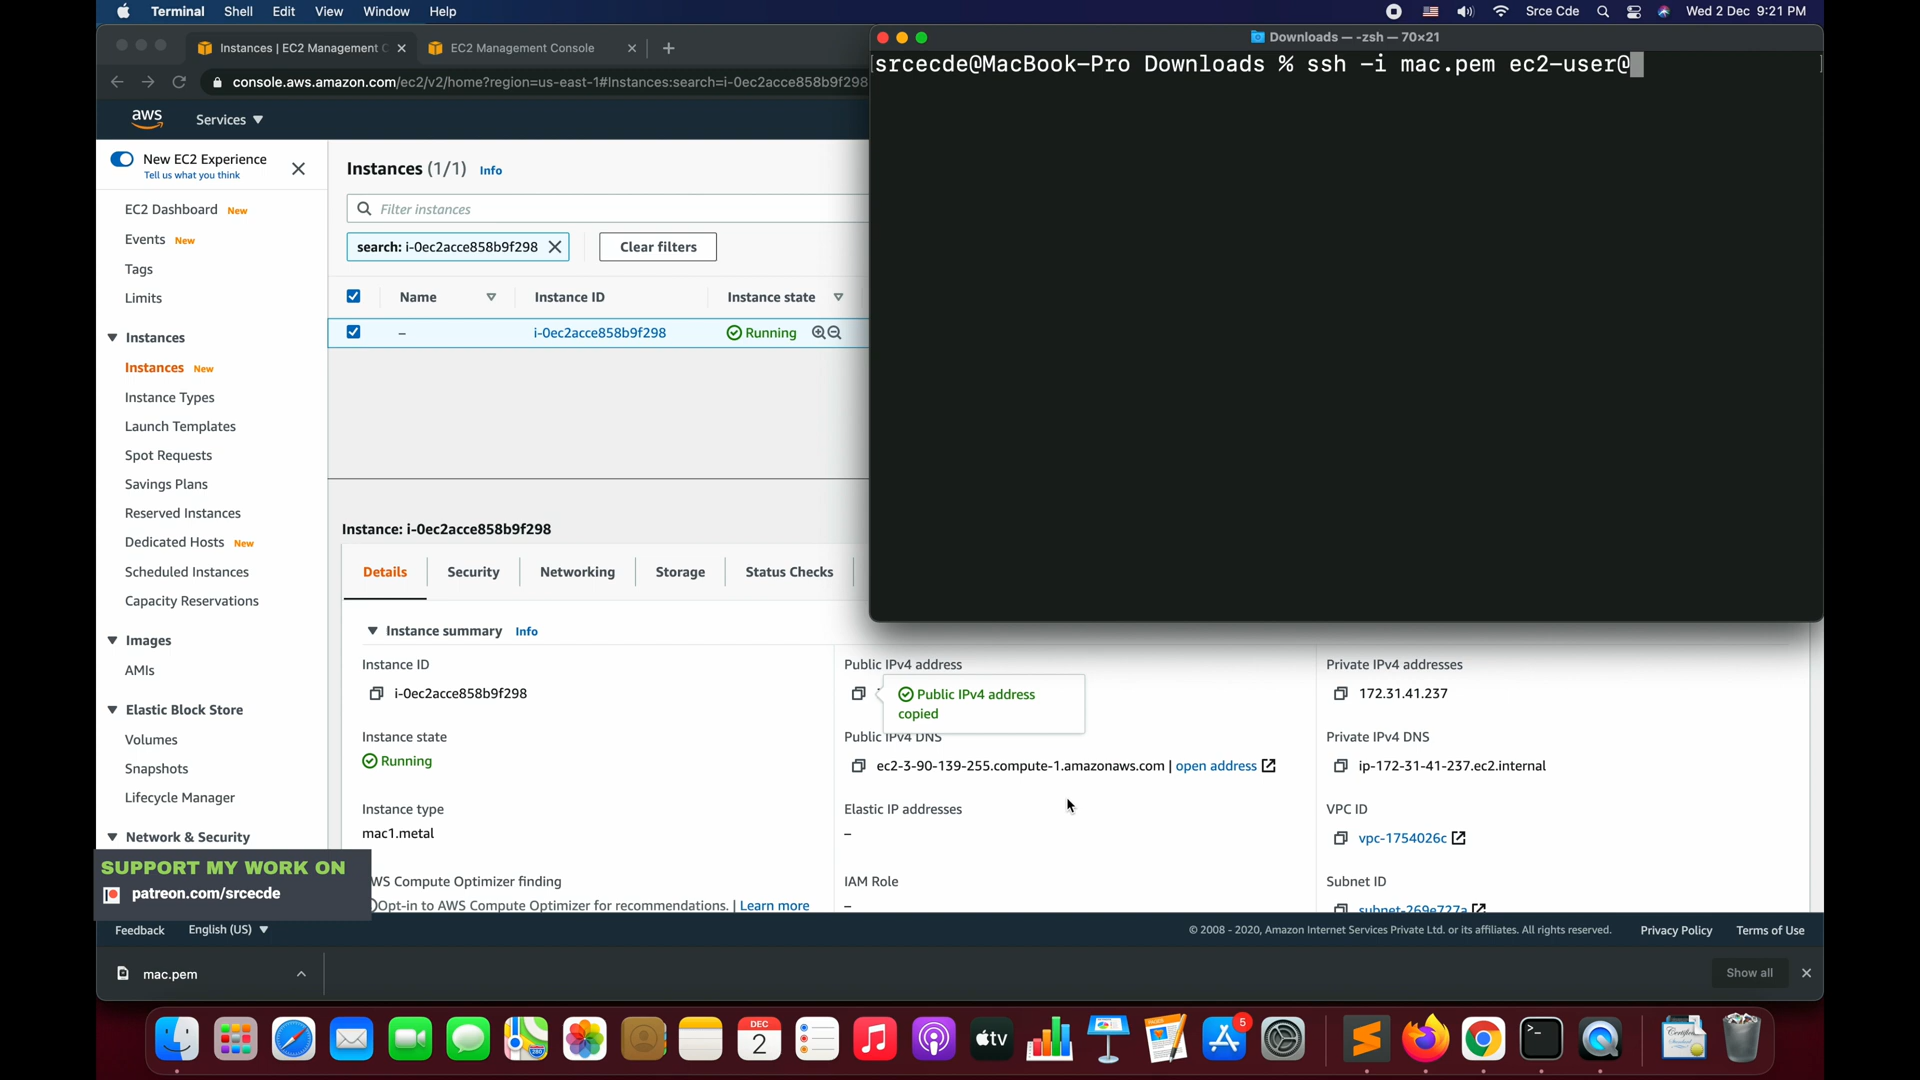 Terminal Shell Edit View Window Help
Srce Cde Wed 2 Dec 9:21 PM
Instances | EC2 Management C
EC2 Management Console
Downloads — -zsh — 70×21
console.aws.amazon.com/ec2/v2/home?region=us-east-1#Instances:search=i-0ec2acce858b9f298
srcecde@MacBook-Pro Downloads % ssh -i mac.pem ec2-user@
aws
Services
New EC2 Experience
Tell us what you think
EC2 Dashboard New
Events New
Tags
Limits
Instances
Instances New
Instance Types
Launch Templates
Spot Requests
Savings Plans
Reserved Instances
Dedicated Hosts New
Scheduled Instances
Capacity Reservations
Images
AMIs
Elastic Block Store
Volumes
Snapshots
Lifecycle Manager
Network & Security
Instances (1/1) Info
Filter instances
search: i-0ec2acce858b9f298
Clear filters
Name Instance ID Instance state
– i-0ec2acce858b9f298 Running
Instance: i-0ec2acce858b9f298
Details Security Networking Storage Status Checks
Instance summary Info
Instance ID
i-0ec2acce858b9f298
Public IPv4 address
Public IPv4 address
copied
Private IPv4 addresses
172.31.41.237
Instance state
Running
Public IPv4 DNS
ec2-3-90-139-255.compute-1.amazonaws.com | open address
Private IPv4 DNS
ip-172-31-41-237.ec2.internal
Instance type
mac1.metal
Elastic IP addresses
–
VPC ID
vpc-1754026c
WS Compute Optimizer finding
Opt-in to AWS Compute Optimizer for recommendations. | Learn more
IAM Role
–
Subnet ID
subnet-269e727a
SUPPORT MY WORK ON
patreon.com/srcecde
Feedback English (US)
© 2008 - 2020, Amazon Internet Services Private Ltd. or its affiliates. All rights reserved. Privacy Policy Terms of Use
mac.pem
Show all
DEC
2
tv
5